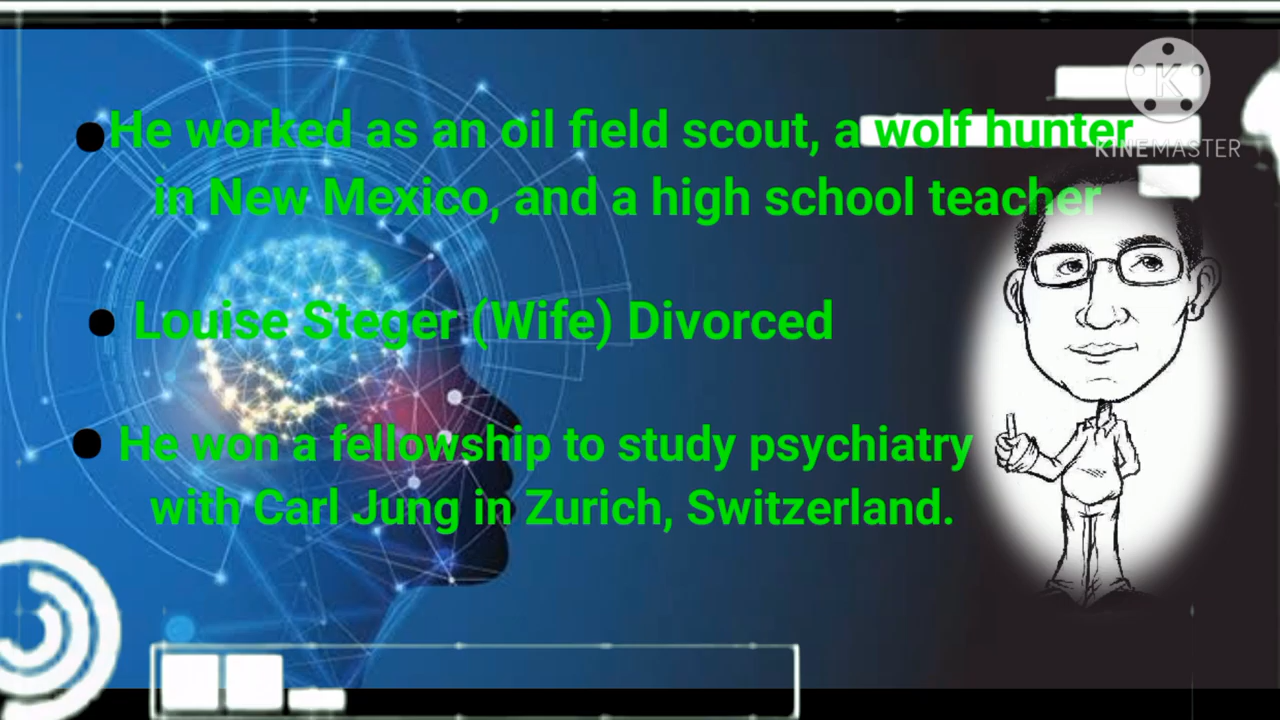 He worked as an oil field scout, a wolf hunter
in New Mexico, and a high school teacher
Louise Steger (Wife) Divorced
He won a fellowship to study psychiatry
with Carl Jung in Zurich, Switzerland.
K
KINEMASTER